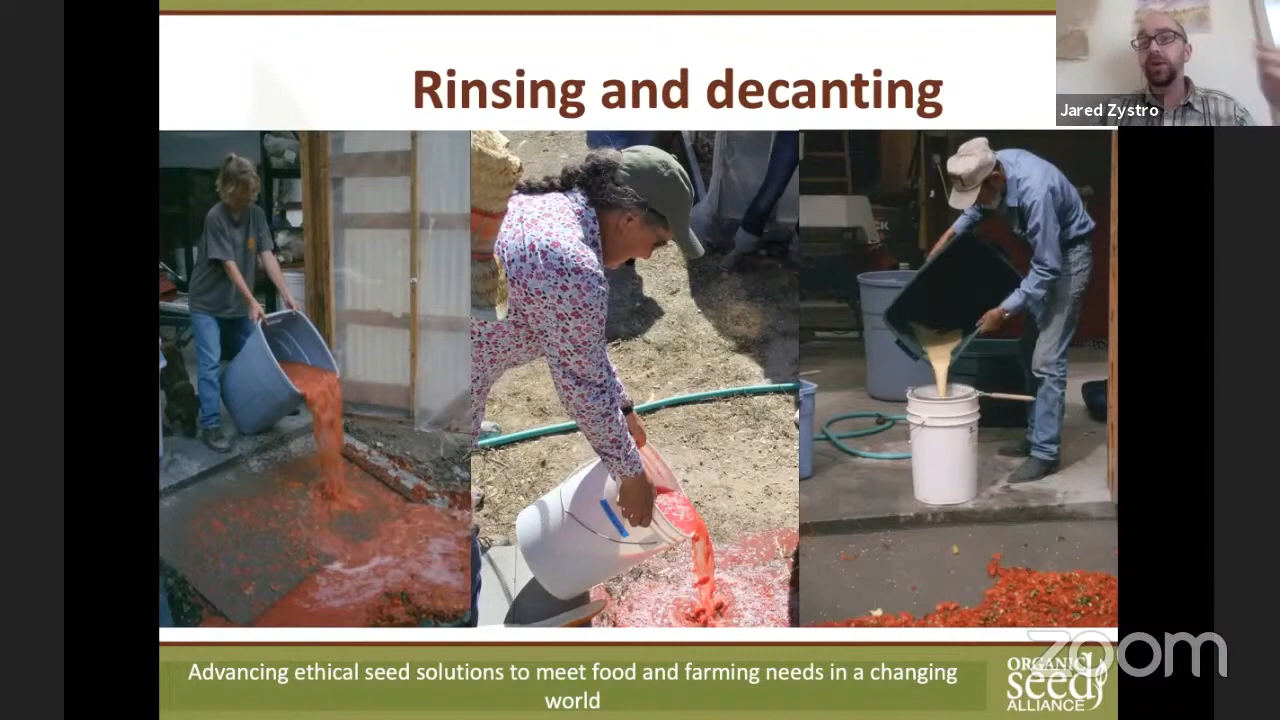 Rinsing and decanting
Jared Zystro
Advancing ethical seed solutions to meet food and farming needs in a changing
world
ORGANIC
seed
ALLIANCE
zoom